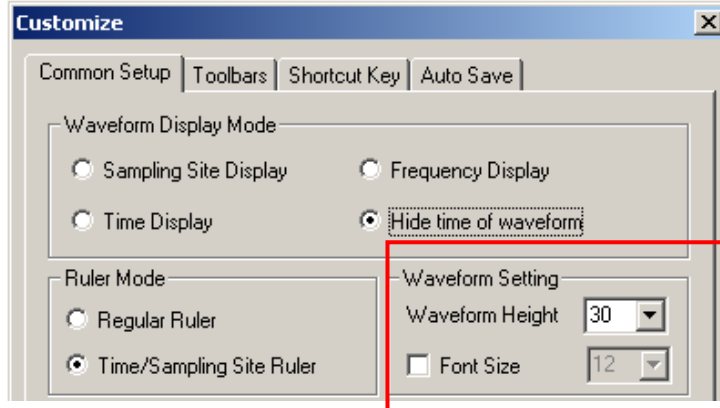 Customize
Common Setup Toolbars Shortcut Key Auto Save
Waveform Display Mode
Sampling Site Display Frequency Display
Time Display Hide time of waveform
Ruler Mode Waveform Setting
Regular Ruler Waveform Height 30
Time/Sampling Site Ruler Font Size 12